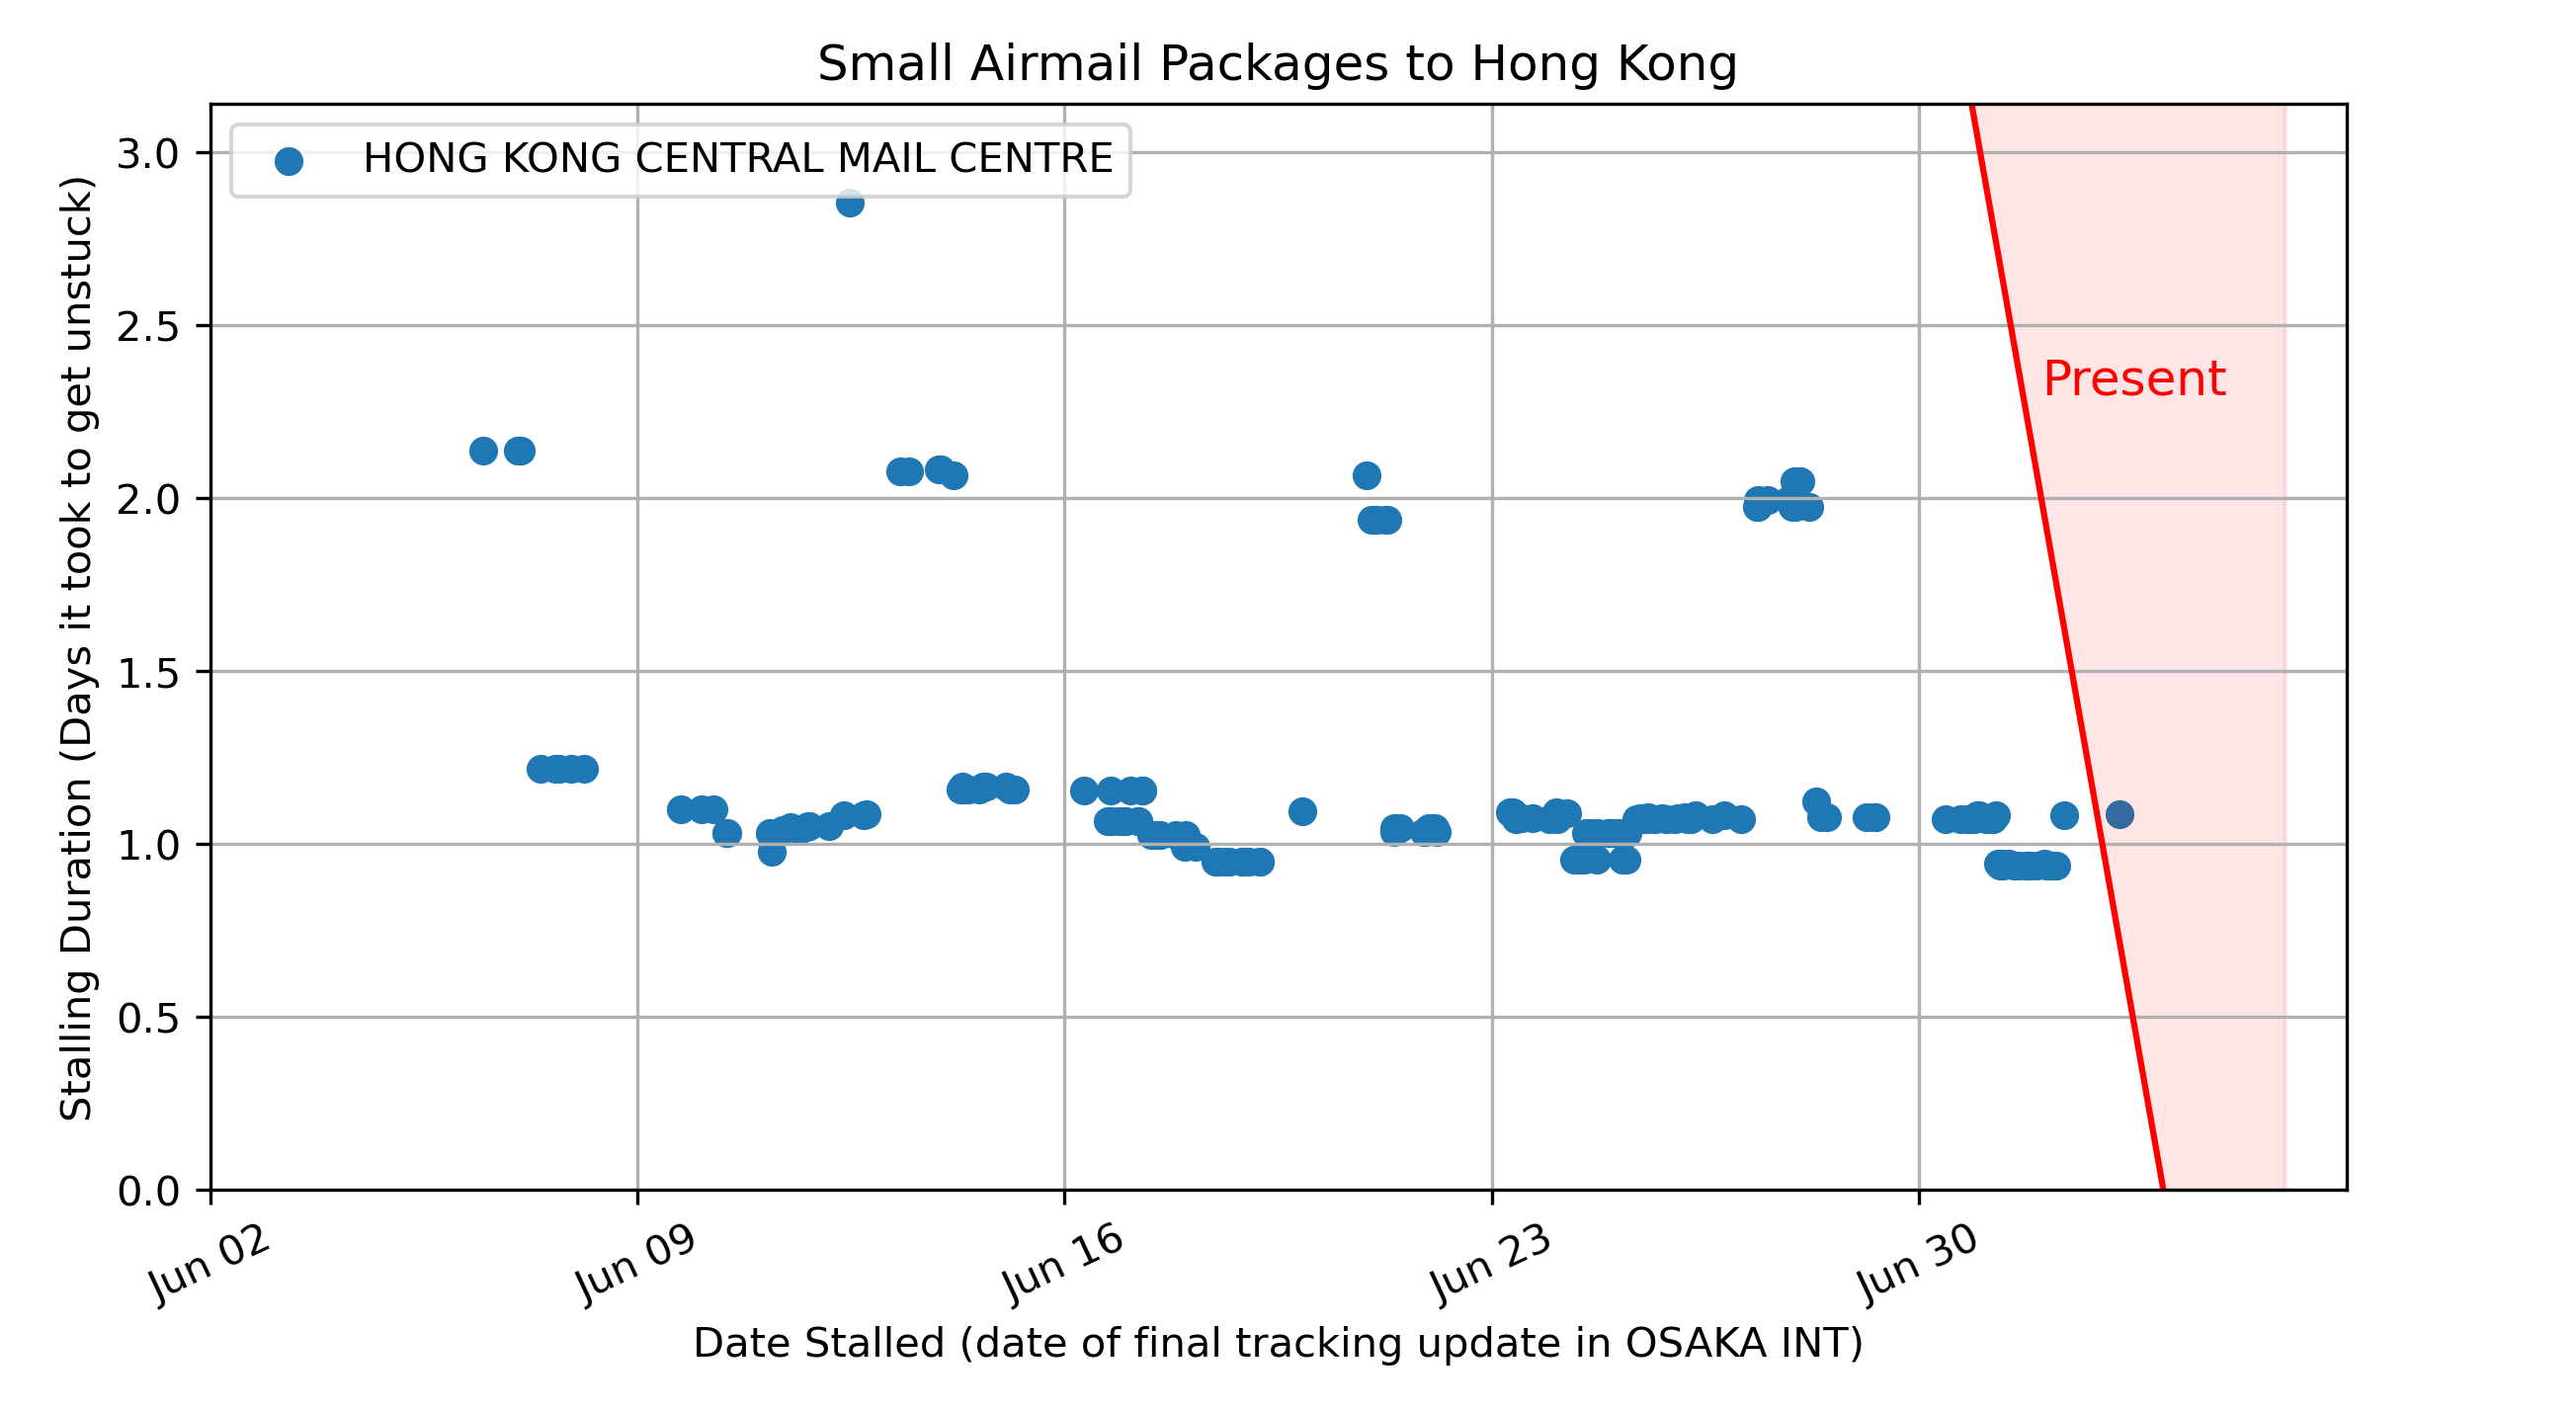 Small Airmail Packages to Hong Kong
HONG KONG CENTRAL MAIL CENTRE
Present
Stalling Duration (Days it took to get unstuck)
3.0
2.5
2.0
1.5
1.0
0.5
0.0
Jun 02
Jun 09
Jun 16
Jun 23
Jun 30
Date Stalled (date of final tracking update in OSAKA INT)